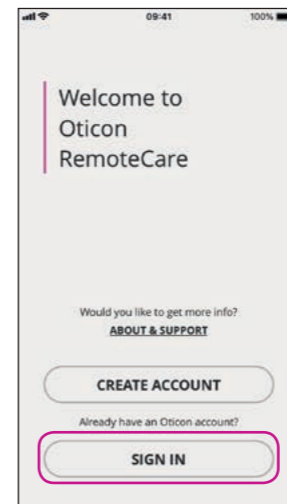 09:41
100%
Welcome to
Oticon
RemoteCare
Would you like to get more info?
ABOUT & SUPPORT
CREATE ACCOUNT
Already have an Oticon account?
SIGN IN